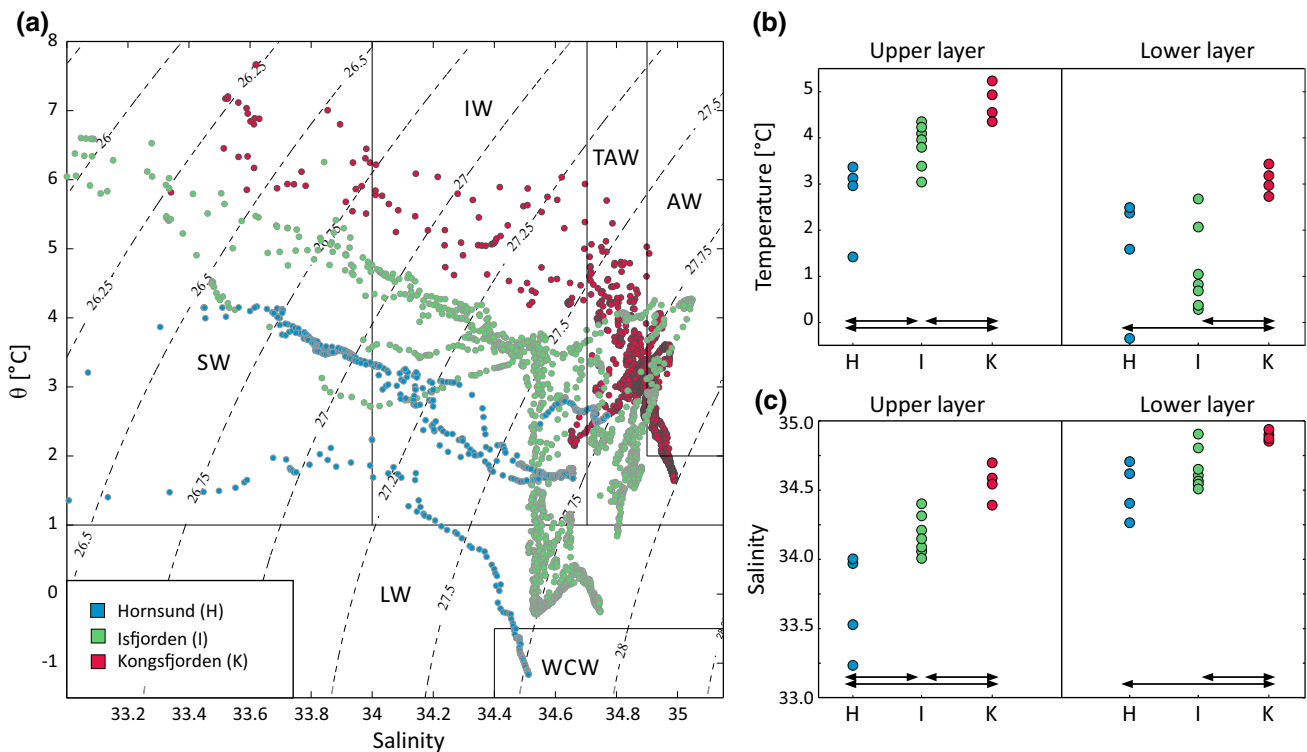 (a)
8
7
6
5
4
3
2
1
0
-1
θ [°C]
26
26.25
26.5
IW
TAW
AW
27.5
27
26.75
27.25
27.75
26.25
26.5
27.5
SW
26.75
27
27.25
27.75
26.5
LW
27.5
WCW
28
Hornsund (H)
Isfjorden (I)
Kongsfjorden (K)
33.2 33.4 33.6 33.8 34 34.2 34.4 34.6 34.8 35
Salinity
(b)
Upper layer Lower layer
Temperature [°C]
5
4
3
2
1
0
H I K H I K
(c)
Upper layer Lower layer
Salinity
35.0
34.5
34.0
33.5
33.0
H I K H I K